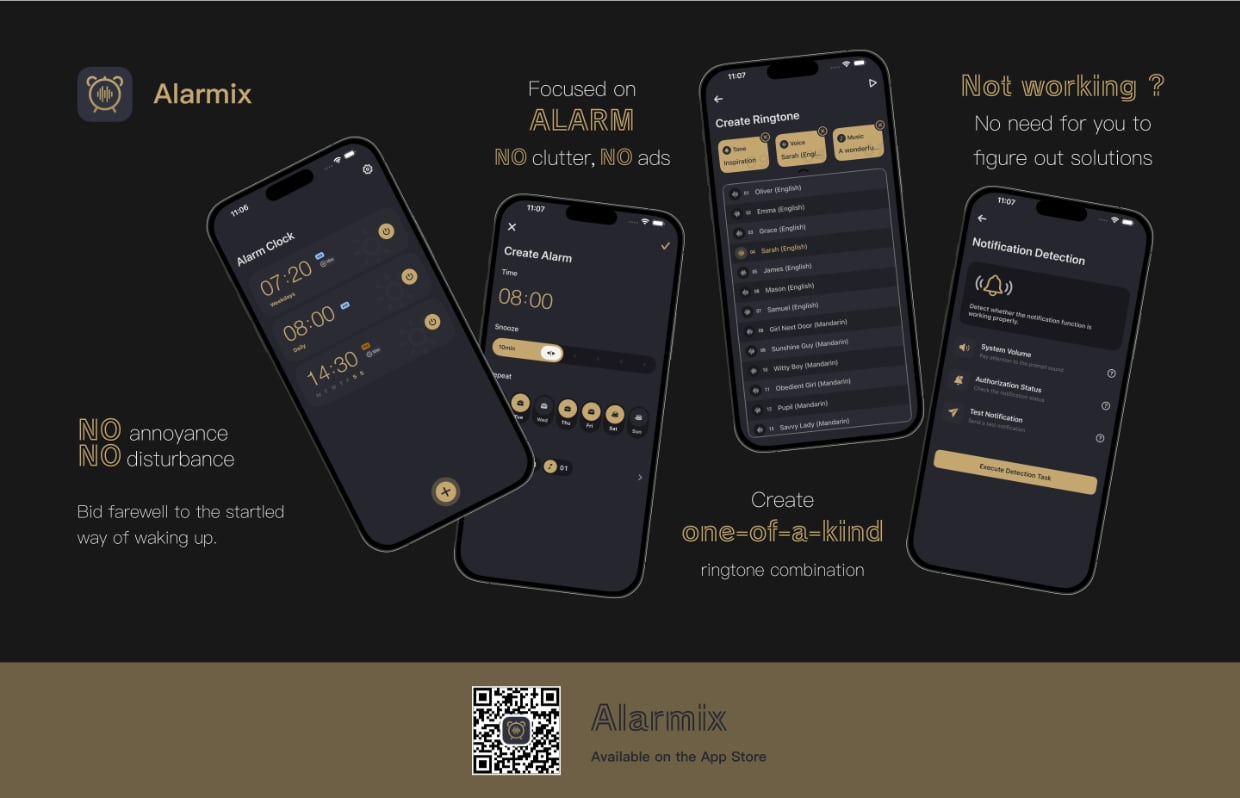 Alarmix
NO annoyance
NO disturbance
Bid farewell to the startled
way of waking up.
11:06
Alarm Clock
07:20
Weekdays
08:00
Daily
14:30
M T W T F S S
Focused on
ALARM
NO clutter, NO ads
11:07
Create Alarm
Time
08:00
Snooze
10min
epeat
Tue Wed Thu Fri Sat Sun
01
11:07
Create Ringtone
Tone
Inspiration
Voice
Sarah (Engl...
Music
A wonderfu...
01 Oliver (English)
02 Emma (English)
03 Grace (English)
04 Sarah (English)
05 James (English)
06 Mason (English)
07 Samuel (English)
08 Girl Next Door (Mandarin)
09 Sunshine Guy (Mandarin)
10 Witty Boy (Mandarin)
11 Obedient Girl (Mandarin)
12 Pupil (Mandarin)
13 Savvy Lady (Mandarin)
Create
one-of-a-kind
ringtone combination
Not working ?
No need for you to
figure out solutions
11:07
Notification Detection
Detect whether the notification function is
working properly.
System Volume
Pay attention to the prompt sound
Authorization Status
Check the notification status
Test Notification
Send a test notification
Execute Detection Task
Alarmix
Available on the App Store